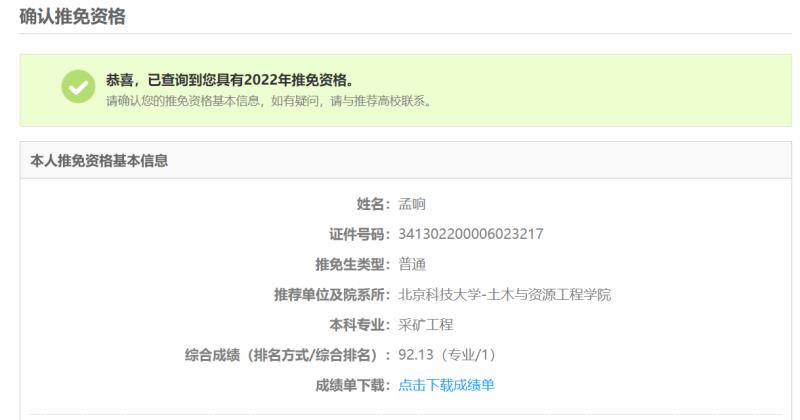 确认推免资格
恭喜，已查询到您具有2022年推免资格。
请确认您的推免资格基本信息，如有疑问，请与推荐高校联系。
本人推免资格基本信息
姓名：孟响
证件号码：341302200006023217
推免生类型：普通
推荐单位及院系所：北京科技大学-土木与资源工程学院
本科专业：采矿工程
综合成绩（排名方式/综合排名）：92.13（专业/1）
成绩单下载：点击下载成绩单